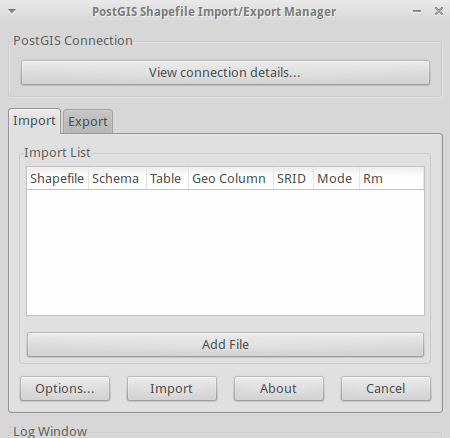 PostGIS Shapefile Import/Export Manager
PostGIS Connection
View connection details...
Import Export
Import List
Shapefile Schema Table Geo Column SRID Mode Rm
Add File
Options... Import About Cancel
Log Window